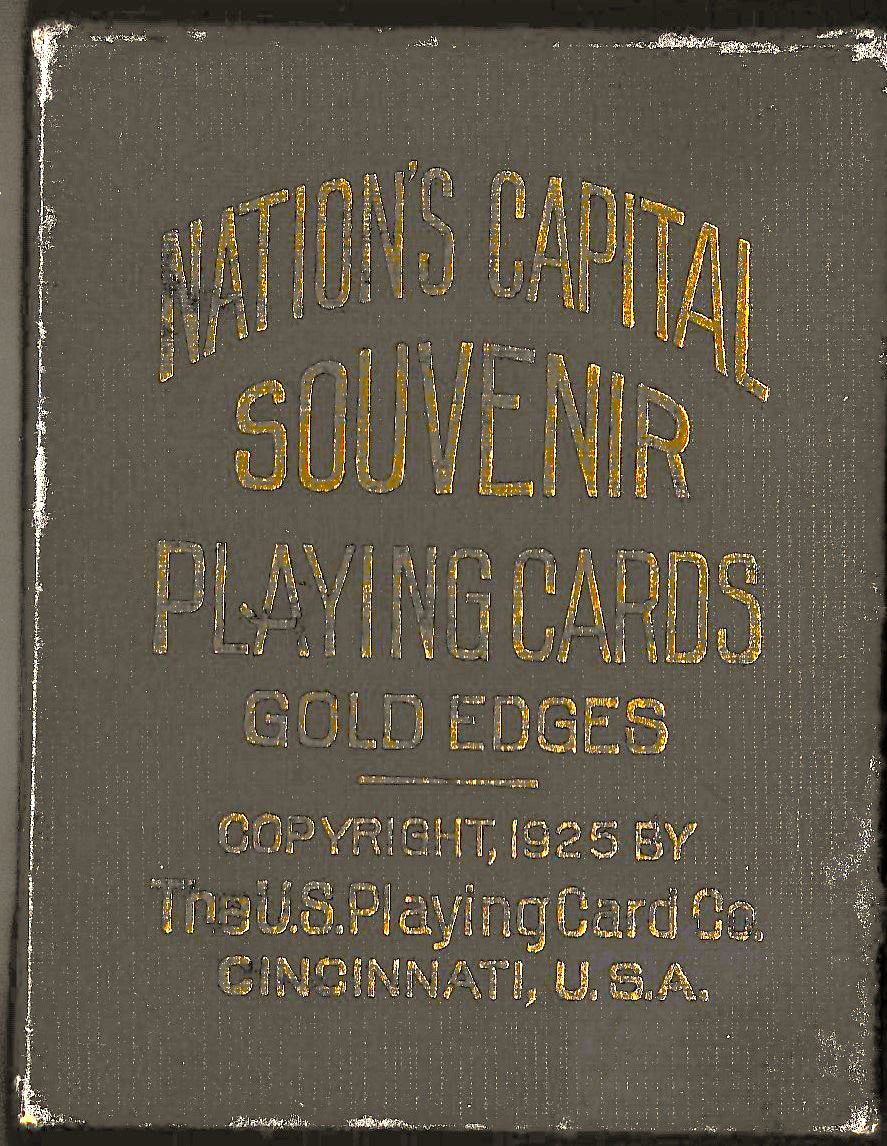 NATION'S CAPITAL
SOUVENIR
PLAYING CARDS
GOLD EDGES
COPYRIGHT, 1925 BY
The U.S. Playing Card Co.
CINCINNATI, U.S.A.